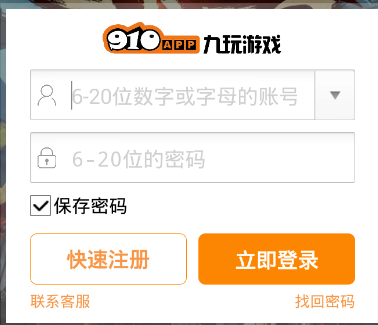 910APP 九玩游戏
6-20位数字或字母的账号
6-20位的密码
保存密码
快速注册 立即登录
联系客服 找回密码